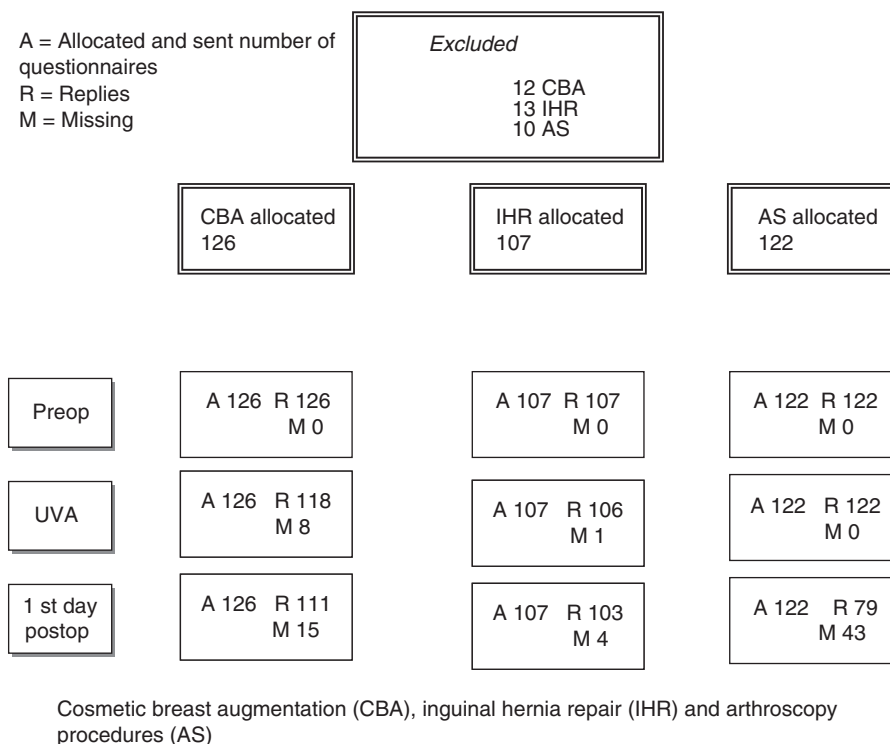 A = Allocated and sent number of
questionnaires
R = Replies
M = Missing
Excluded
12 CBA
13 IHR
10 AS
CBA allocated
126
IHR allocated
107
AS allocated
122
Preop
A 126 R 126
M 0
A 107 R 107
M 0
A 122 R 122
M 0
UVA
A 126 R 118
M 8
A 107 R 106
M 1
A 122 R 122
M 0
1 st day
postop
A 126 R 111
M 15
A 107 R 103
M 4
A 122 R 79
M 43
Cosmetic breast augmentation (CBA), inguinal hernia repair (IHR) and arthroscopy
procedures (AS)